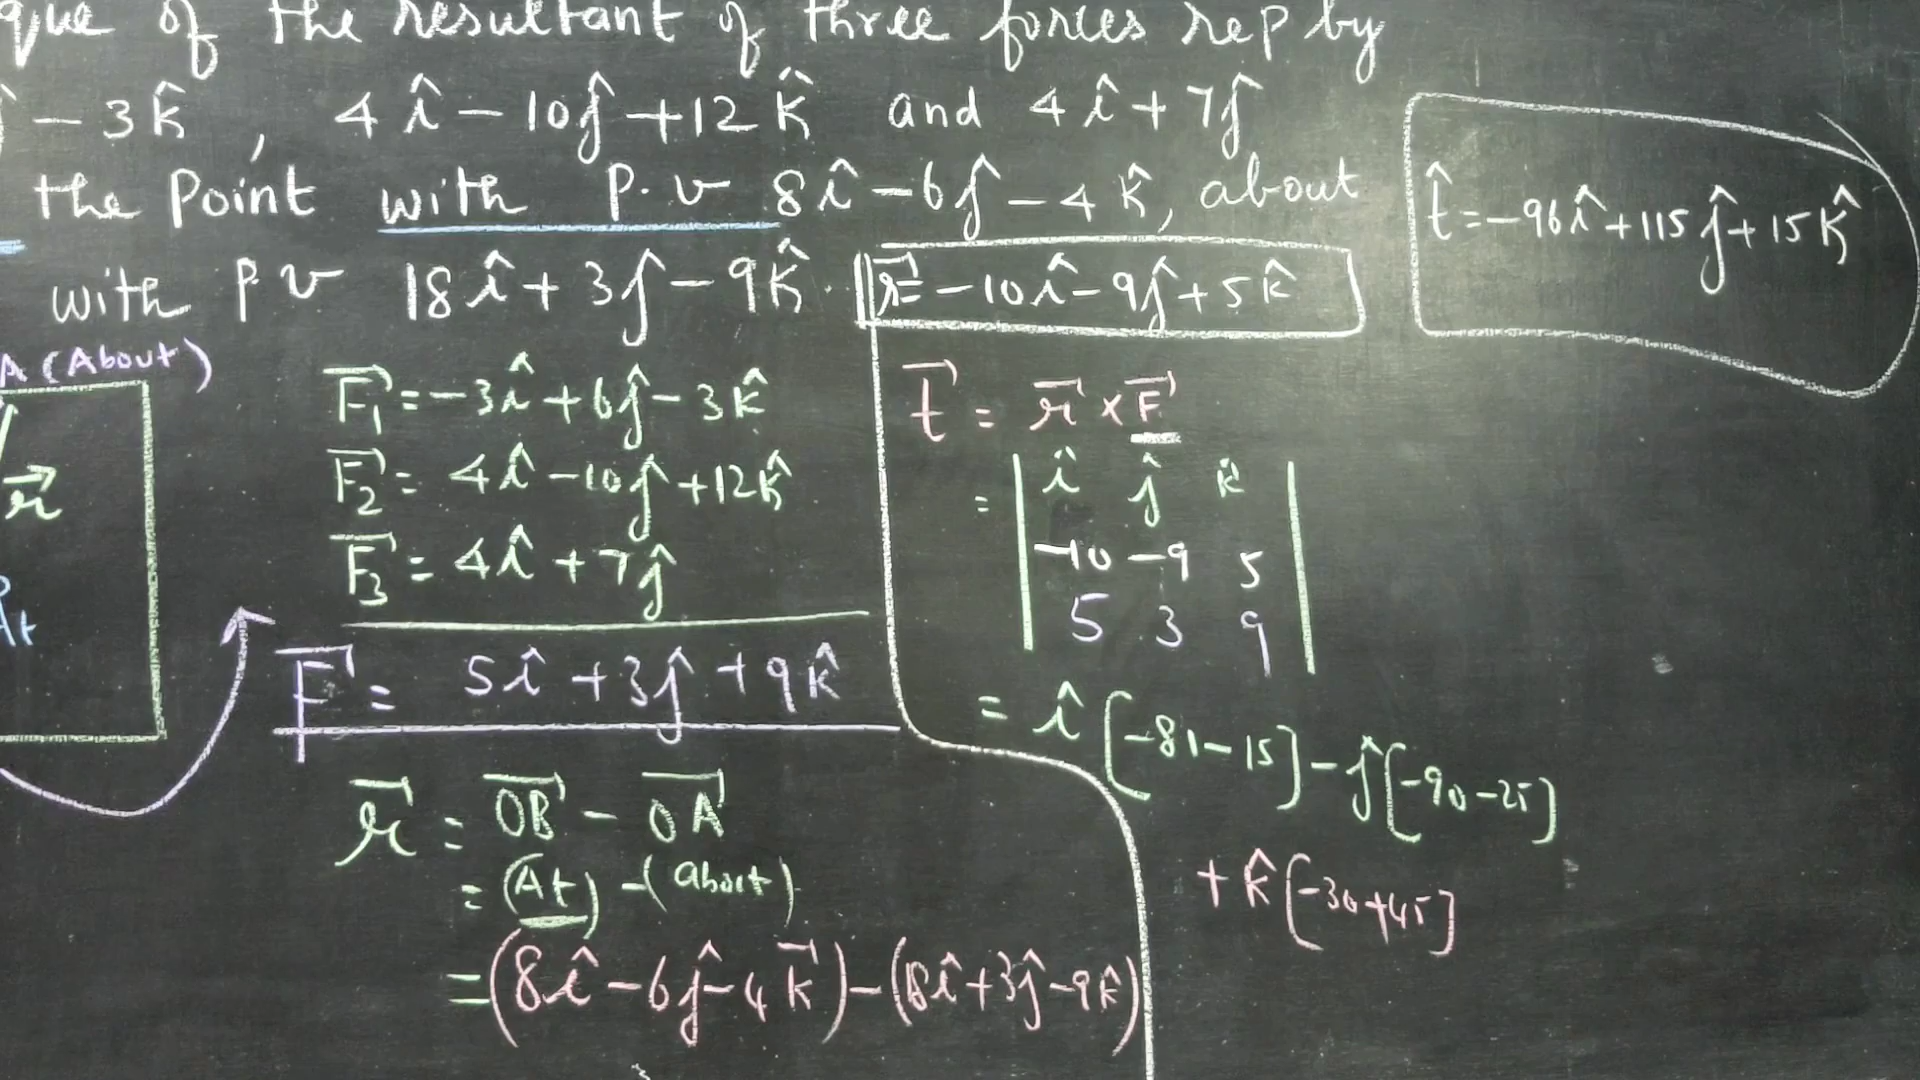 que of the resultant of three forces rep by
ĵ - 3k̂, 4î - 10ĵ + 12k̂ and 4î + 7ĵ
the Point with P.v 8î - 6ĵ - 4k̂, about
with P v 18î + 3ĵ - 9k̂.
r⃗ = -10î - 9ĵ + 5k̂
t̂ = -96î + 115ĵ + 15k̂
A (About)
r⃗
At
F⃗₁ = -3î + 6ĵ - 3k̂
F⃗₂ = 4î - 10ĵ + 12k̂
F⃗₃ = 4î + 7ĵ
F⃗ = 5î + 3ĵ + 9k̂
r⃗ = OB⃗ - OA⃗
= (At) - (about)
= (8î - 6ĵ - 4k⃗) - (18î + 3ĵ - 9k̂)
t⃗ = r⃗ × F⃗
= | î ĵ k̂ |
| -10 -9 5 |
| 5 3 9 |
= î [-81 - 15] - ĵ [-90 - 25]
+ k̂ [-30 + 45]